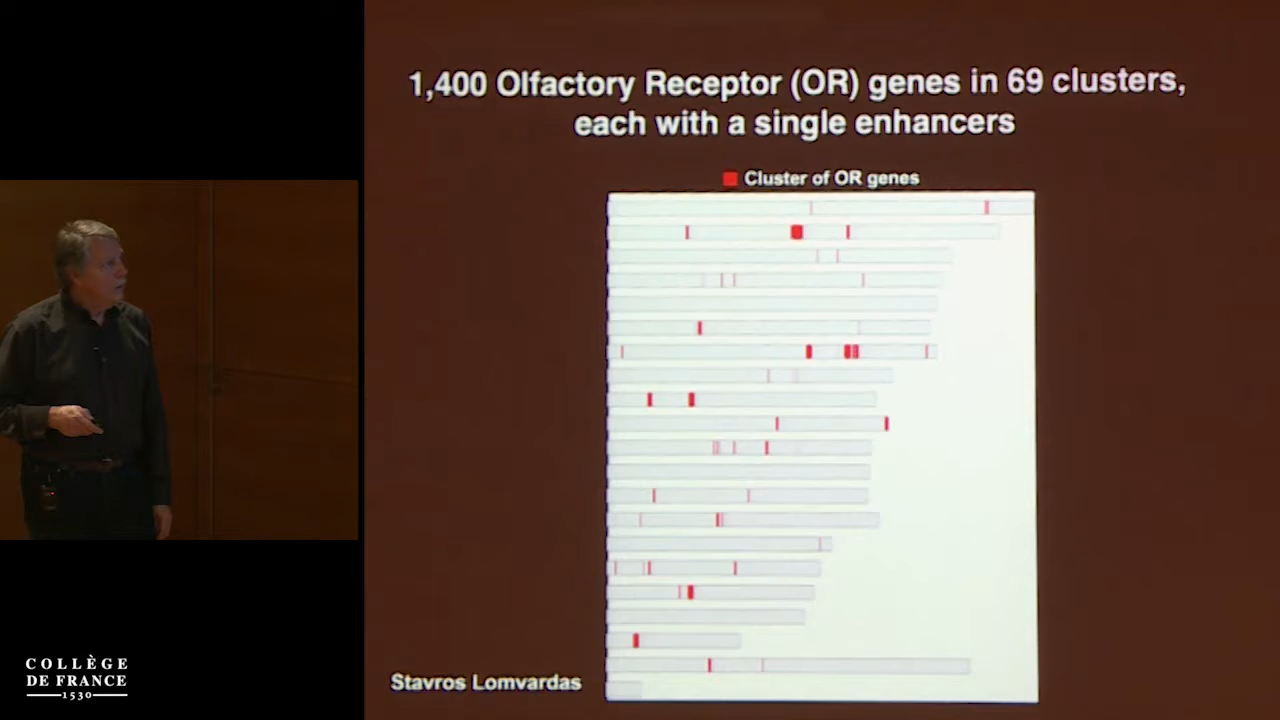 1,400 Olfactory Receptor (OR) genes in 69 clusters,
each with a single enhancers
Cluster of OR genes
Stavros Lomvardas
COLLÈGE
DE FRANCE
1530